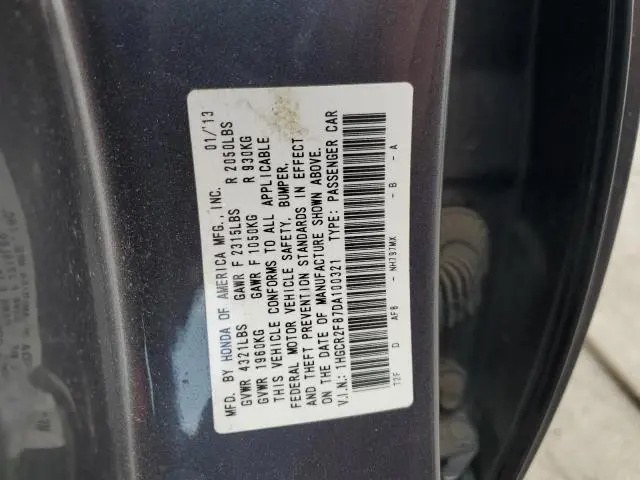 MFD. BY HONDA OF AMERICA MFG., INC. 01/'13
GVWR 4321LBS GAWR F 2315LBS R 2050LBS
GVWR 1960KG GAWR F 1050KG R 930KG
THIS VEHICLE CONFORMS TO ALL APPLICABLE
FEDERAL MOTOR VEHICLE SAFETY, BUMPER,
AND THEFT PREVENTION STANDARDS IN EFFECT
ON THE DATE OF MANUFACTURE SHOWN ABOVE.
V.I.N.: 1HGCR2F87DA100321 TYPE: PASSENGER CAR
T2F D AF8 - NH797MX - B - A